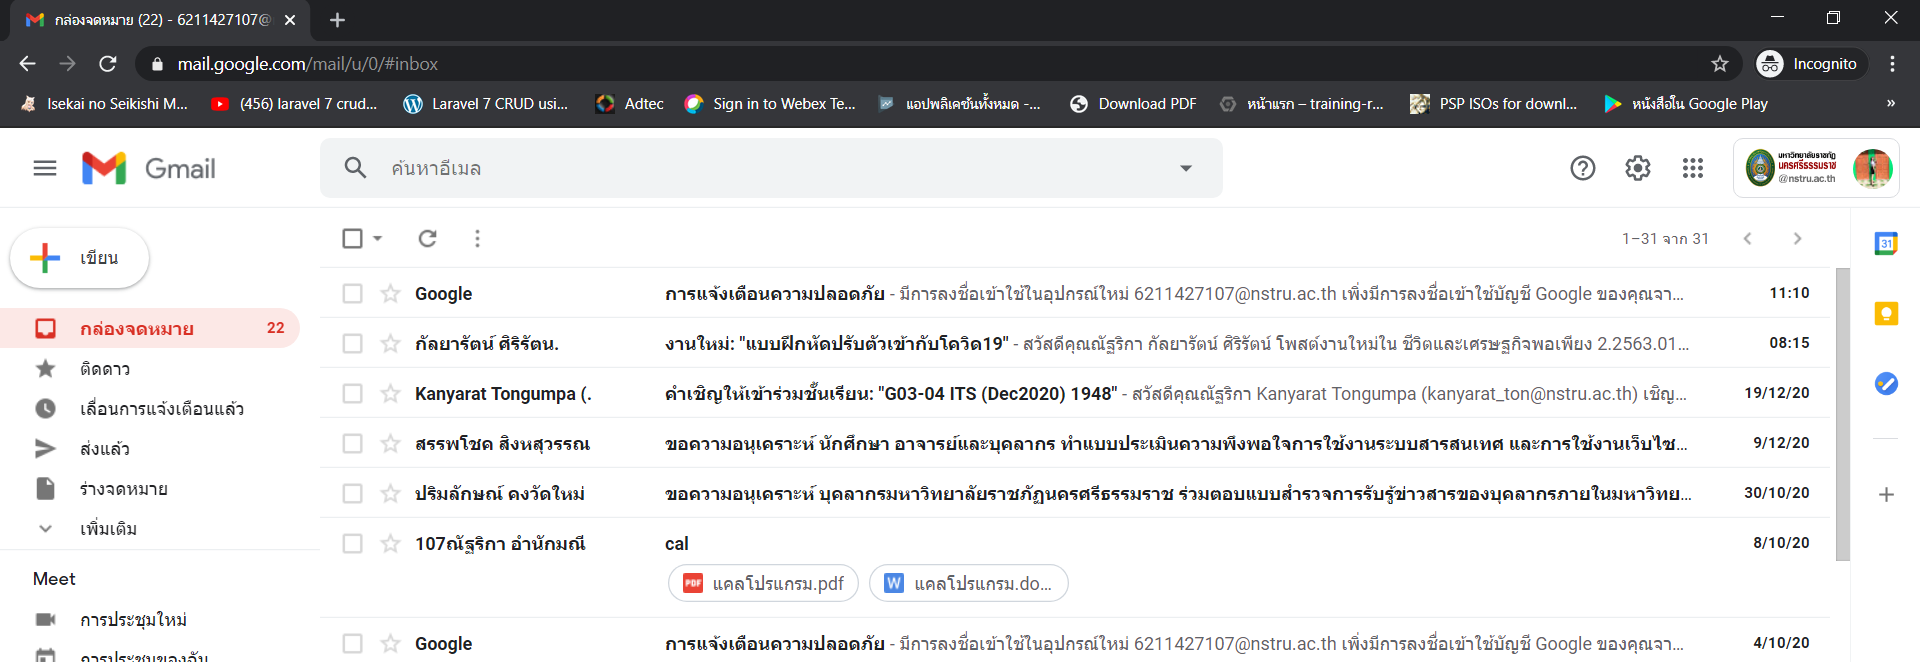 กล่องจดหมาย (22) - 6211427107@
mail.google.com/mail/u/0/#inbox
Incognito
Isekai no Seikishi M... (456) laravel 7 crud... Laravel 7 CRUD usi... Adtec Sign in to Webex Te... แอปพลิเคชันทั้งหมด -... Download PDF หน้าแรก – training-r... PSP ISOs for downl... หนังสือใน Google Play »
Gmail
ค้นหาอีเมล
มหาวิทยาลัยราชภัฏ
นครศรีธรรมราช
@nstru.ac.th
เขียน
1–31 จาก 31
31
กล่องจดหมาย 22
ติดดาว
เลื่อนการแจ้งเตือนแล้ว
ส่งแล้ว
ร่างจดหมาย
เพิ่มเติม
Meet
การประชุมใหม่
การประชุมของฉัน
Google การแจ้งเตือนความปลอดภัย - มีการลงชื่อเข้าใช้ในอุปกรณ์ใหม่ 6211427107@nstru.ac.th เพิ่งมีการลงชื่อเข้าใช้บัญชี Google ของคุณจา... 11:10
กัลยารัตน์ ศิริรัตน. งานใหม่: "แบบฝึกหัดปรับตัวเข้ากับโควิด19" - สวัสดีคุณณัฐริกา กัลยารัตน์ ศิริรัตน์ โพสต์งานใหม่ใน ชีวิตและเศรษฐกิจพอเพียง 2.2563.01... 08:15
Kanyarat Tongumpa (. คำเชิญให้เข้าร่วมชั้นเรียน: "G03-04 ITS (Dec2020) 1948" - สวัสดีคุณณัฐริกา Kanyarat Tongumpa (kanyarat_ton@nstru.ac.th) เชิญ... 19/12/20
สรรพโชค สิงหสุวรรณ ขอความอนุเคราะห์ นักศึกษา อาจารย์และบุคลากร ทำแบบประเมินความพึงพอใจการใช้งานระบบสารสนเทศ และการใช้งานเว็บไซ... 9/12/20
ปริมลักษณ์ คงวัดใหม่ ขอความอนุเคราะห์ บุคลากรมหาวิทยาลัยราชภัฏนครศรีธรรมราช ร่วมตอบแบบสำรวจการรับรู้ข่าวสารของบุคลากรภายในมหาวิทย... 30/10/20
107ณัฐริกา อำนักมณี cal 8/10/20
PDF แคลโปรแกรม.pdf W แคลโปรแกรม.do...
Google การแจ้งเตือนความปลอดภัย - มีการลงชื่อเข้าใช้ในอุปกรณ์ใหม่ 6211427107@nstru.ac.th เพิ่งมีการลงชื่อเข้าใช้บัญชี Google ของคุณจา... 4/10/20